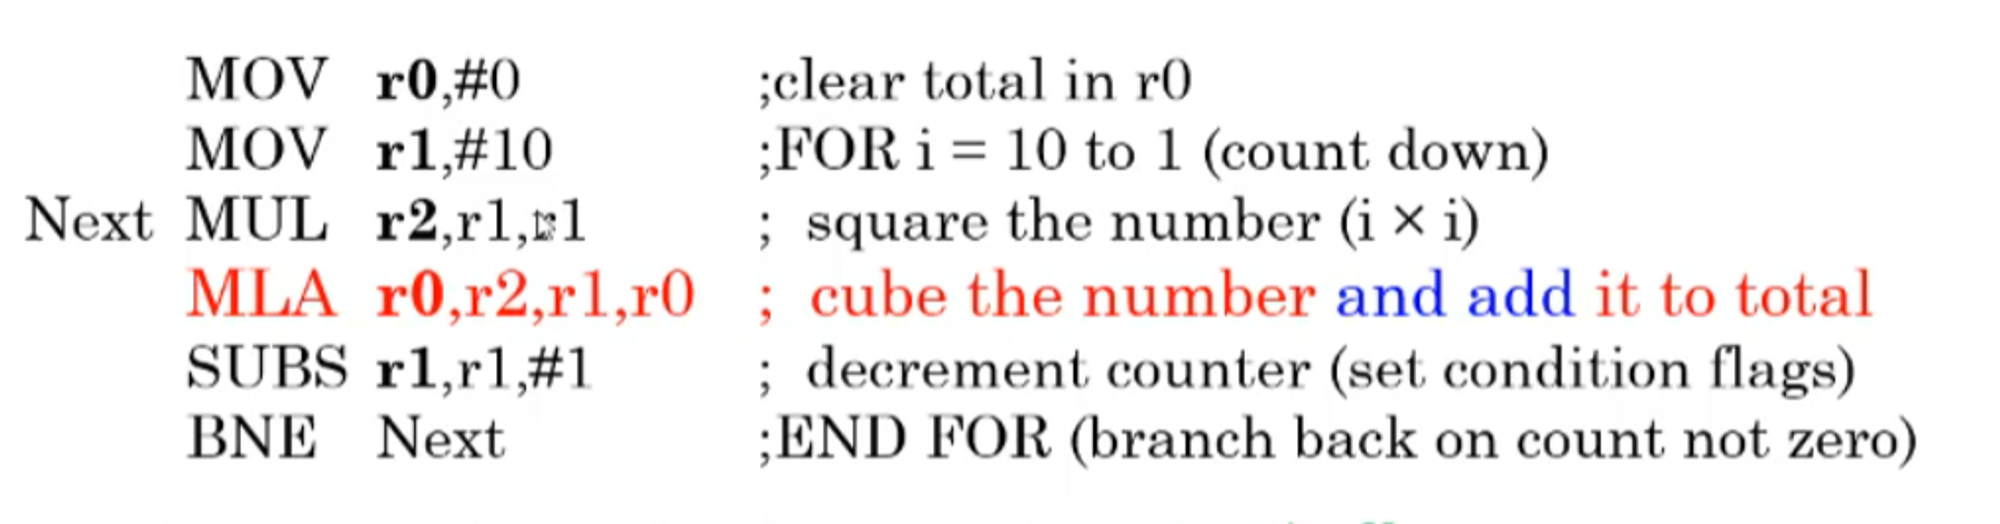 MOV r0,#0 ;clear total in r0
MOV r1,#10 ;FOR i = 10 to 1 (count down)
Next MUL r2,r1,r1 ; square the number (i × i)
MLA r0,r2,r1,r0 ; cube the number and add it to total
SUBS r1,r1,#1 ; decrement counter (set condition flags)
BNE Next ;END FOR (branch back on count not zero)